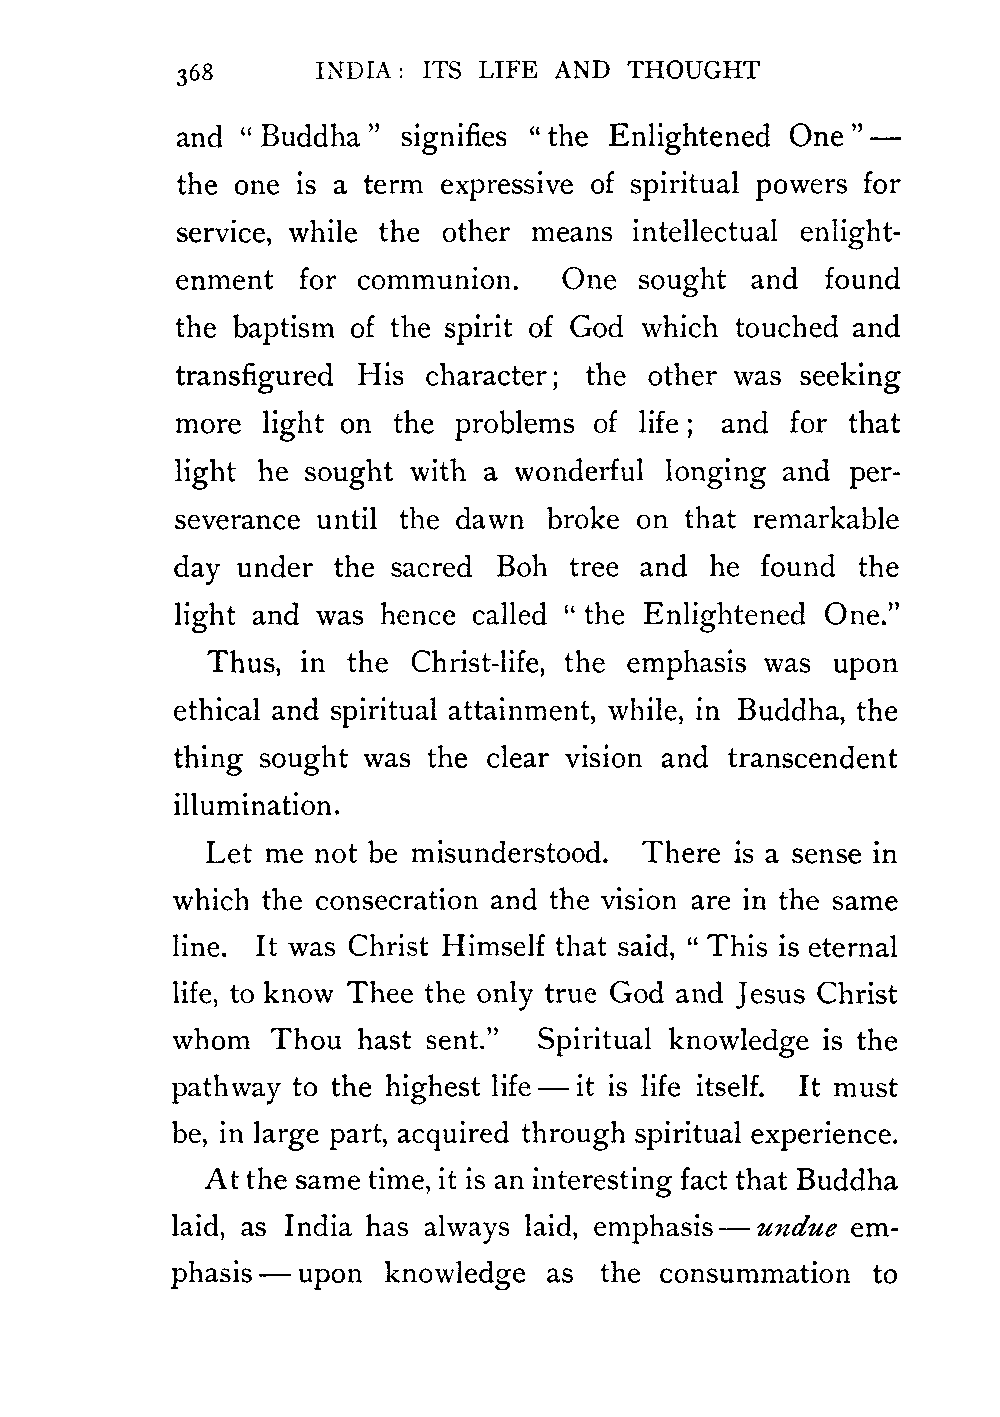 368 INDIA: ITS LIFE AND THOUGHT
and "Buddha" signifies "the Enlightened One"—
the one is a term expressive of spiritual powers for
service, while the other means intellectual enlight-
enment for communion. One sought and found
the baptism of the spirit of God which touched and
transfigured His character; the other was seeking
more light on the problems of life; and for that
light he sought with a wonderful longing and per-
severance until the dawn broke on that remarkable
day under the sacred Boh tree and he found the
light and was hence called "the Enlightened One."
Thus, in the Christ-life, the emphasis was upon
ethical and spiritual attainment, while, in Buddha, the
thing sought was the clear vision and transcendent
illumination.
Let me not be misunderstood. There is a sense in
which the consecration and the vision are in the same
line. It was Christ Himself that said, "This is eternal
life, to know Thee the only true God and Jesus Christ
whom Thou hast sent." Spiritual knowledge is the
pathway to the highest life—it is life itself. It must
be, in large part, acquired through spiritual experience.
At the same time, it is an interesting fact that Buddha
laid, as India has always laid, emphasis—undue em-
phasis—upon knowledge as the consummation to